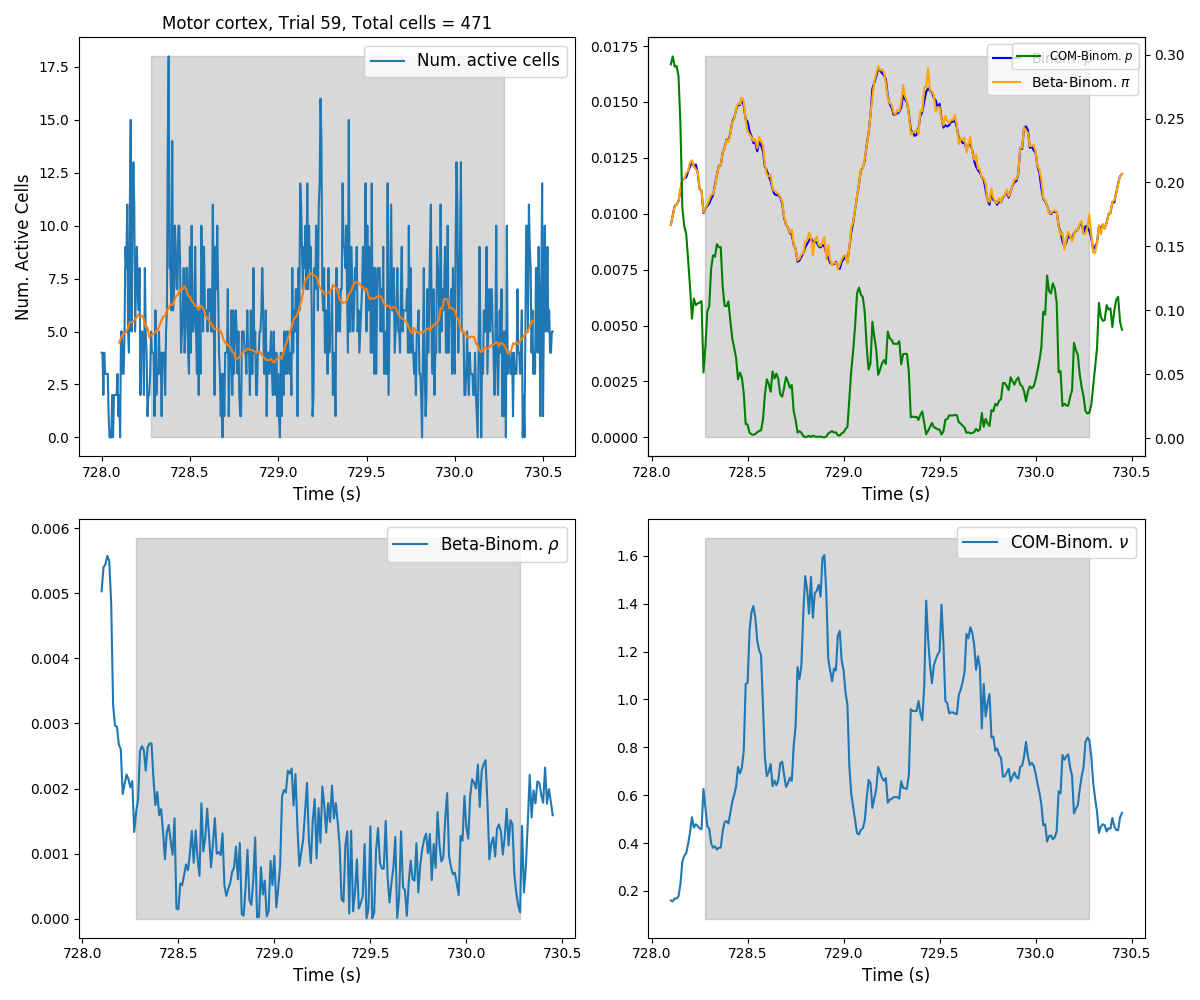 Motor cortex, Trial 59, Total cells = 471
Num. active cells
Num. Active Cells
17.5
15.0
12.5
10.0
7.5
5.0
2.5
0.0
728.0 728.5 729.0 729.5 730.0 730.5
Time (s)
COM-Binom. p
Beta-Binom. π
0.0175
0.0150
0.0125
0.0100
0.0075
0.0050
0.0025
0.0000
0.30
0.25
0.20
0.15
0.10
0.05
0.00
728.0 728.5 729.0 729.5 730.0 730.5
Time (s)
Beta-Binom. ρ
0.006
0.005
0.004
0.003
0.002
0.001
0.000
728.0 728.5 729.0 729.5 730.0 730.5
Time (s)
COM-Binom. ν
1.6
1.4
1.2
1.0
0.8
0.6
0.4
0.2
728.0 728.5 729.0 729.5 730.0 730.5
Time (s)